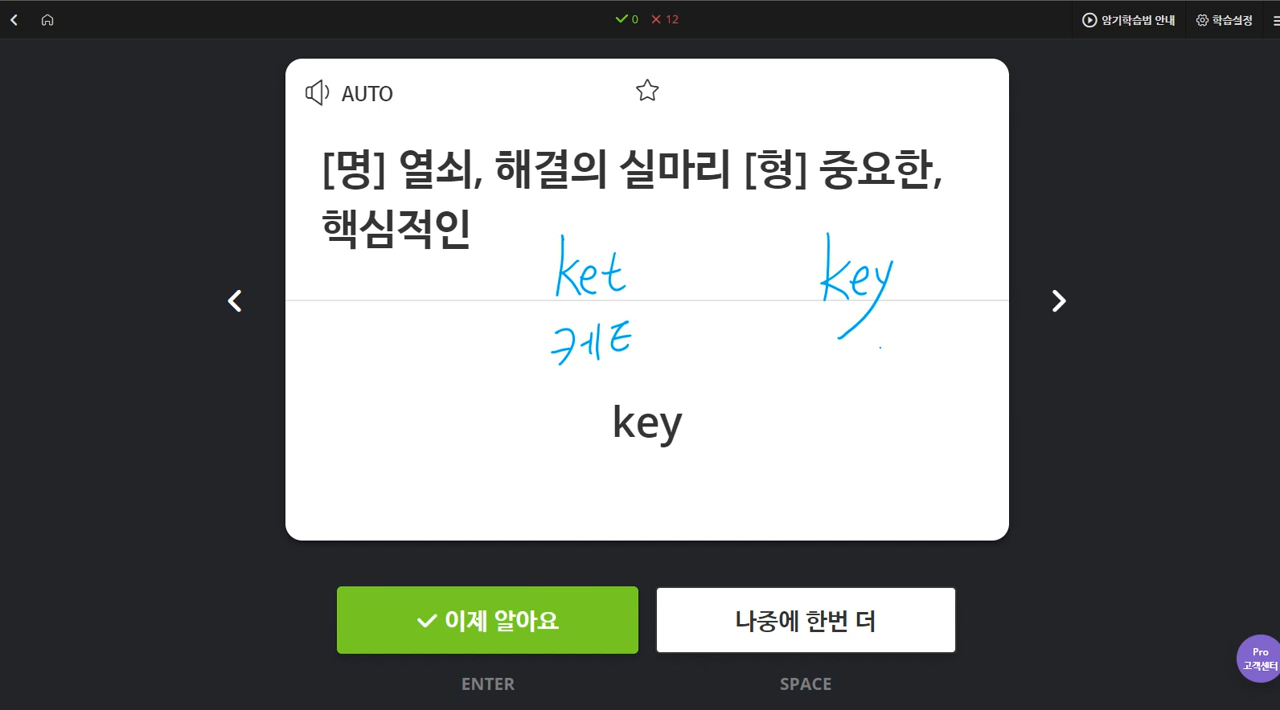 0 12 암기학습법 안내 학습설정
AUTO
[명] 열쇠, 해결의 실마리 [형] 중요한,
핵심적인
ket key
케트
key
이제 알아요 나중에 한번 더
ENTER SPACE
Pro
고객센터